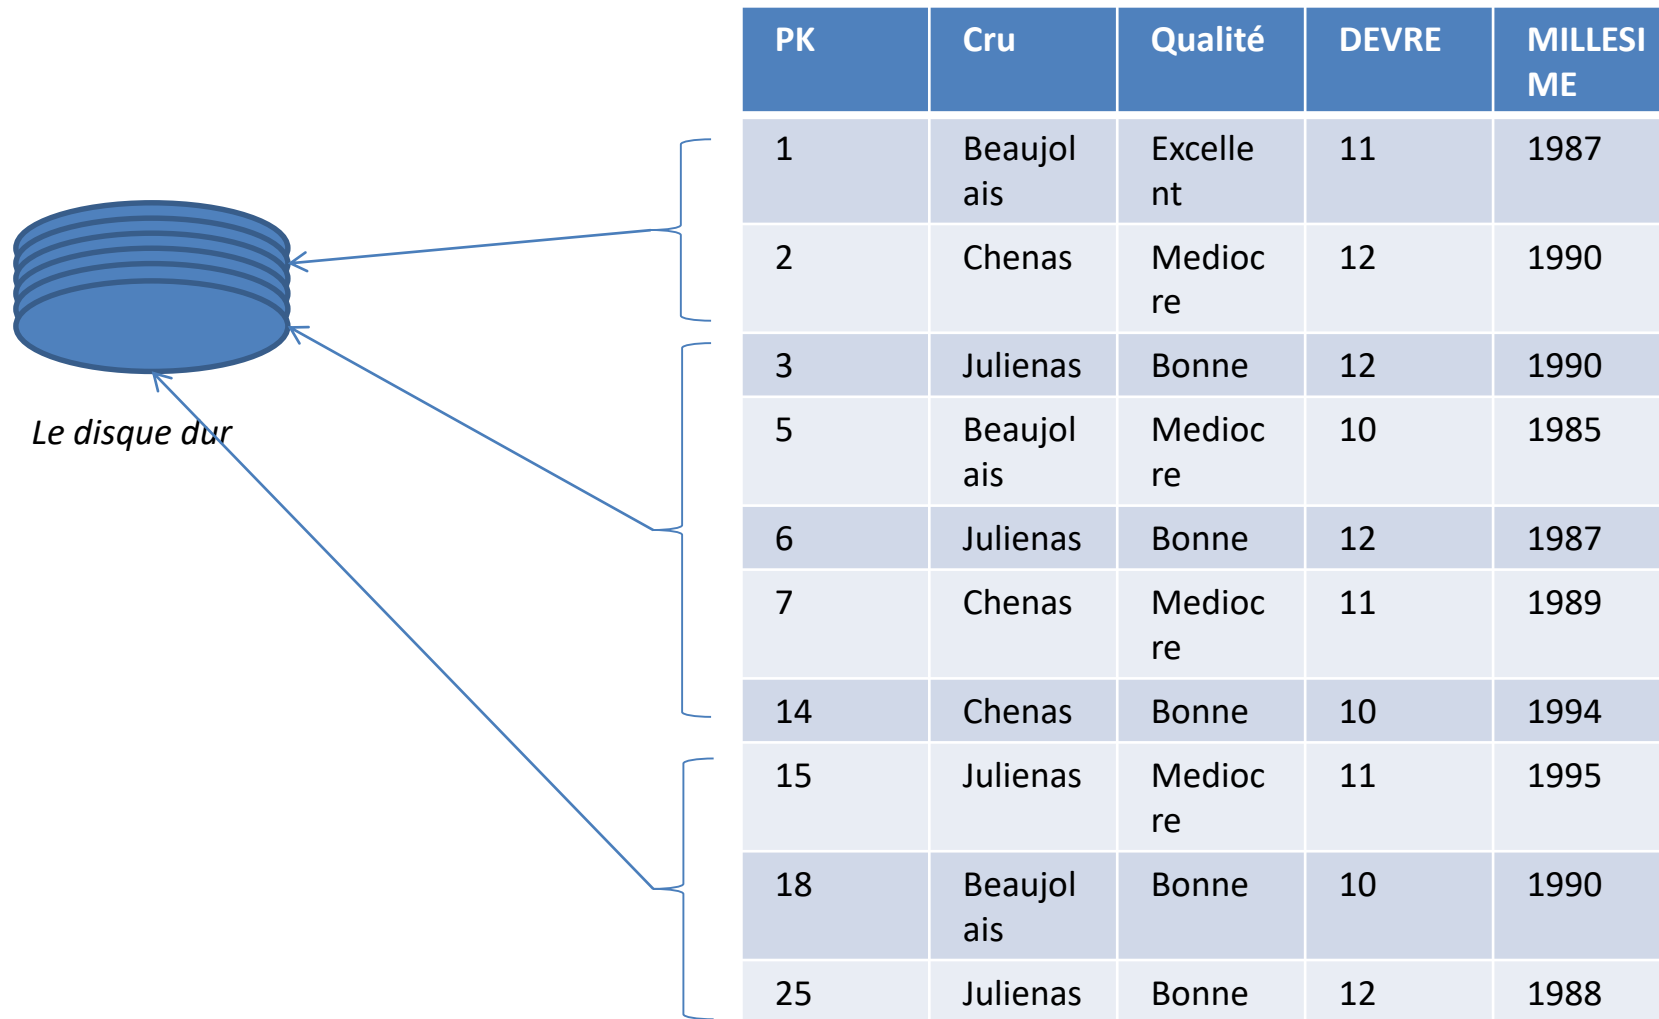 PK Cru Qualité DEVRE MILLESI
ME
1 Beaujol Excelle 11 1987
ais nt
2 Chenas Medioc 12 1990
re
3 Julienas Bonne 12 1990
5 Beaujol Medioc 10 1985
ais re
Le disque dur
6 Julienas Bonne 12 1987
7 Chenas Medioc 11 1989
re
14 Chenas Bonne 10 1994
15 Julienas Medioc 11 1995
re
18 Beaujol Bonne 10 1990
ais
25 Julienas Bonne 12 1988